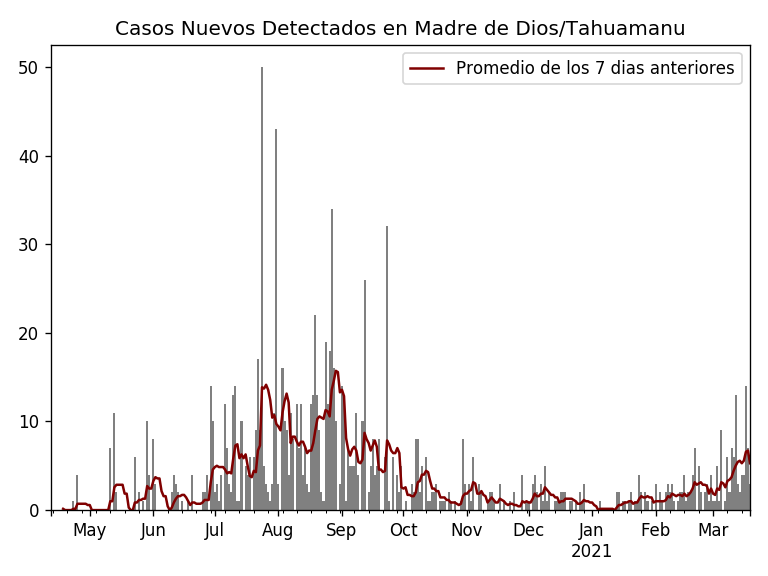 Casos Nuevos Detectados en Madre de Dios/Tahuamanu
Promedio de los 7 dias anteriores
50
40
30
20
10
0
May Jun Jul Aug Sep Oct Nov Dec Jan Feb Mar
2021